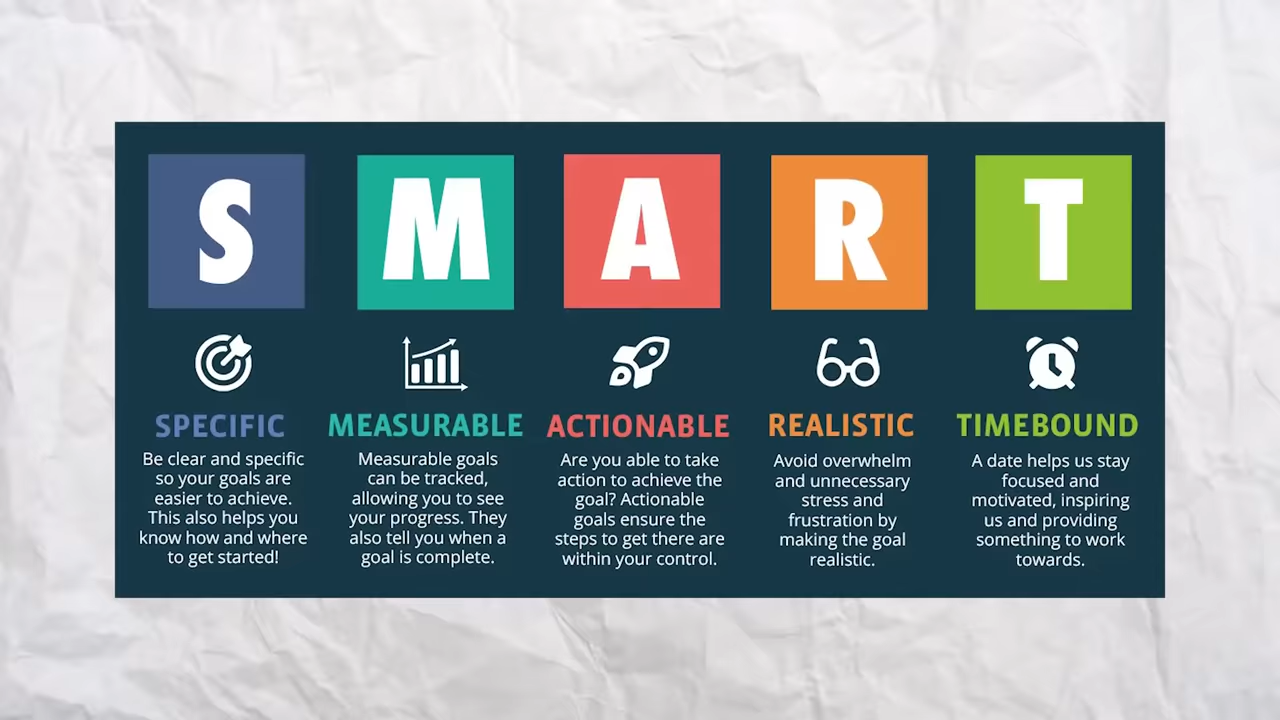 S
M
A
R
T
SPECIFIC
Be clear and specific
so your goals are
easier to achieve.
This also helps you
know how and where
to get started!
MEASURABLE
Measurable goals
can be tracked,
allowing you to see
your progress. They
also tell you when a
goal is complete.
ACTIONABLE
Are you able to take
action to achieve the
goal? Actionable
goals ensure the
steps to get there are
within your control.
REALISTIC
Avoid overwhelm
and unnecessary
stress and
frustration by
making the goal
realistic.
TIMEBOUND
A date helps us stay
focused and
motivated, inspiring
us and providing
something to work
towards.